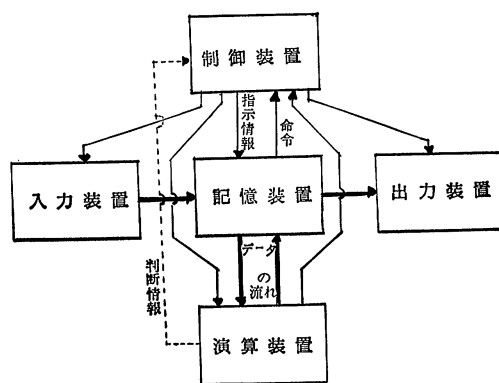 制御装置
指示情報
命令
入力装置
記憶装置
出力装置
データ
の
流れ
判断情報
演算装置